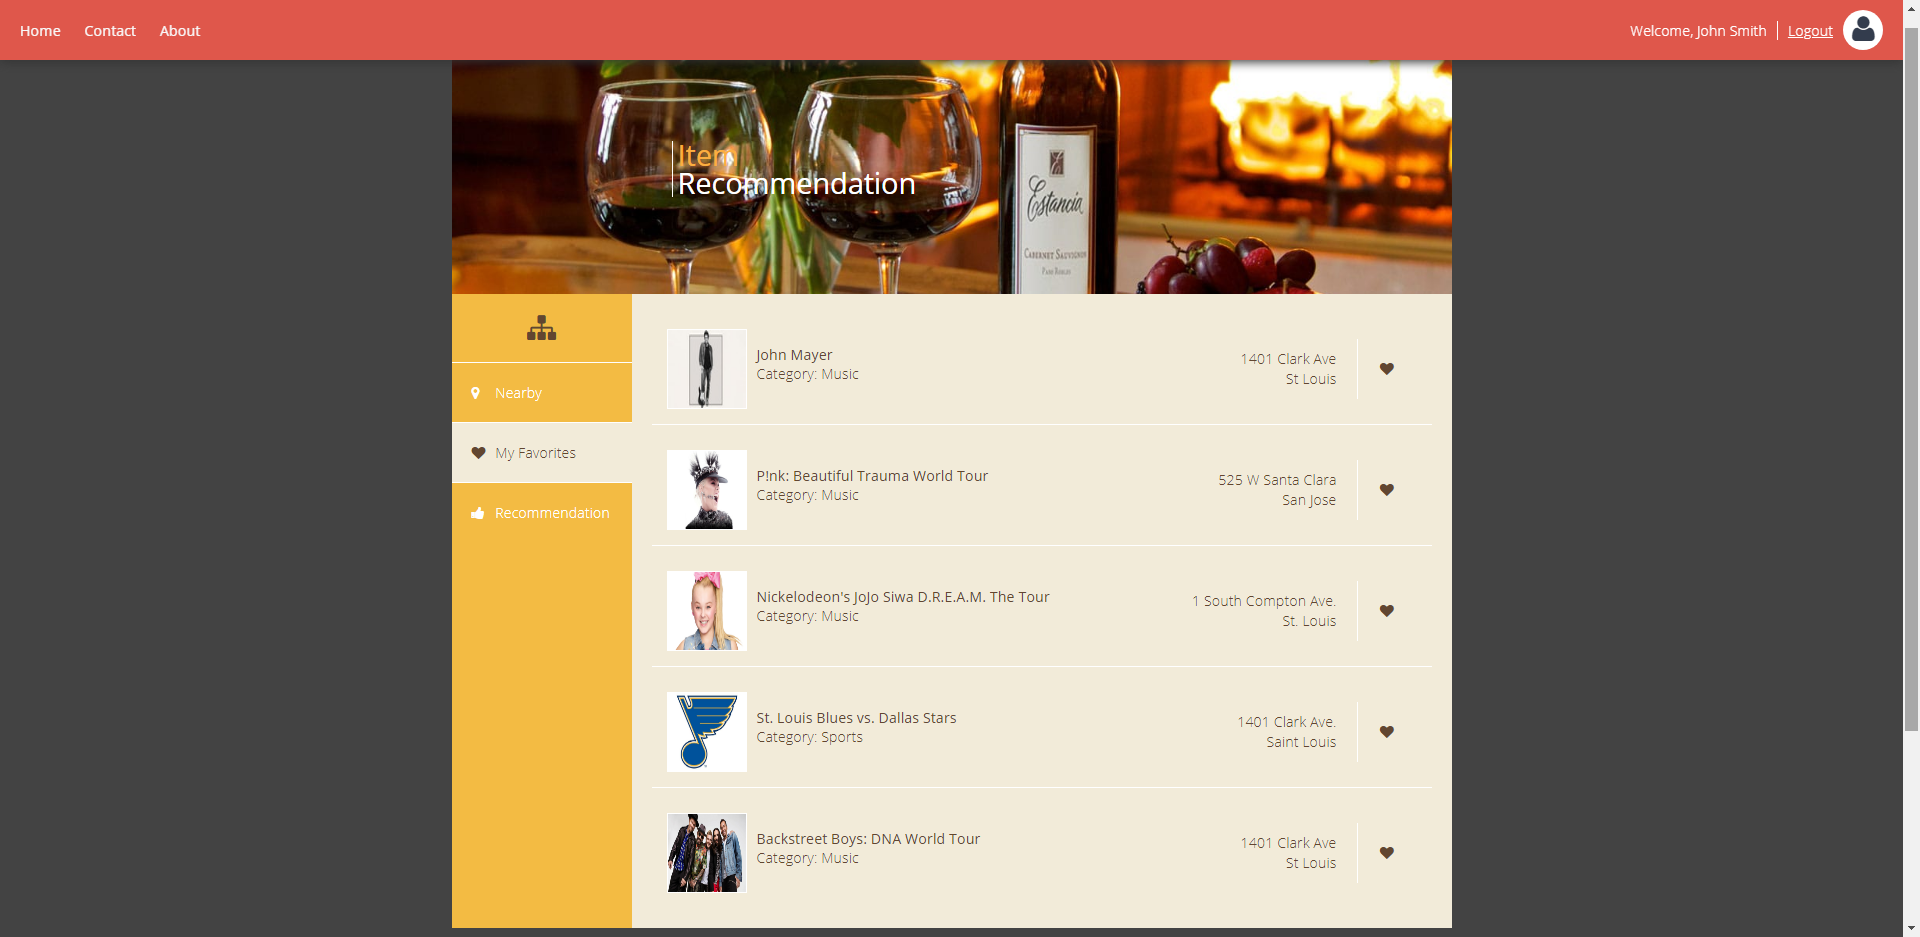 Home Contact About
Welcome, John Smith Logout
Item
Recommendation
Estancia
CABERNET SAUVIGNON
PASO ROBLES
Nearby
My Favorites
Recommendation
John Mayer
Category: Music
1401 Clark Ave
St Louis
P!nk: Beautiful Trauma World Tour
Category: Music
525 W Santa Clara
San Jose
Nickelodeon's JoJo Siwa D.R.E.A.M. The Tour
Category: Music
1 South Compton Ave.
St. Louis
St. Louis Blues vs. Dallas Stars
Category: Sports
1401 Clark Ave.
Saint Louis
Backstreet Boys: DNA World Tour
Category: Music
1401 Clark Ave
St Louis